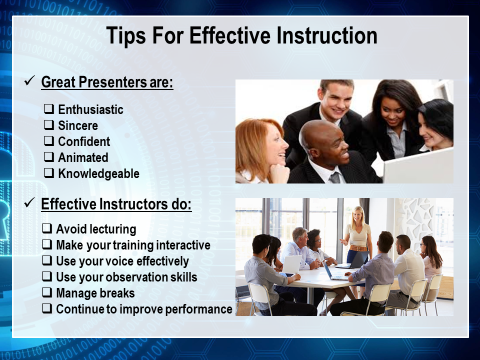 Tips For Effective Instruction
✓ Great Presenters are:
❑ Enthusiastic
❑ Sincere
❑ Confident
❑ Animated
❑ Knowledgeable
✓ Effective Instructors do:
❑ Avoid lecturing
❑ Make your training interactive
❑ Use your voice effectively
❑ Use your observation skills
❑ Manage breaks
❑ Continue to improve performance